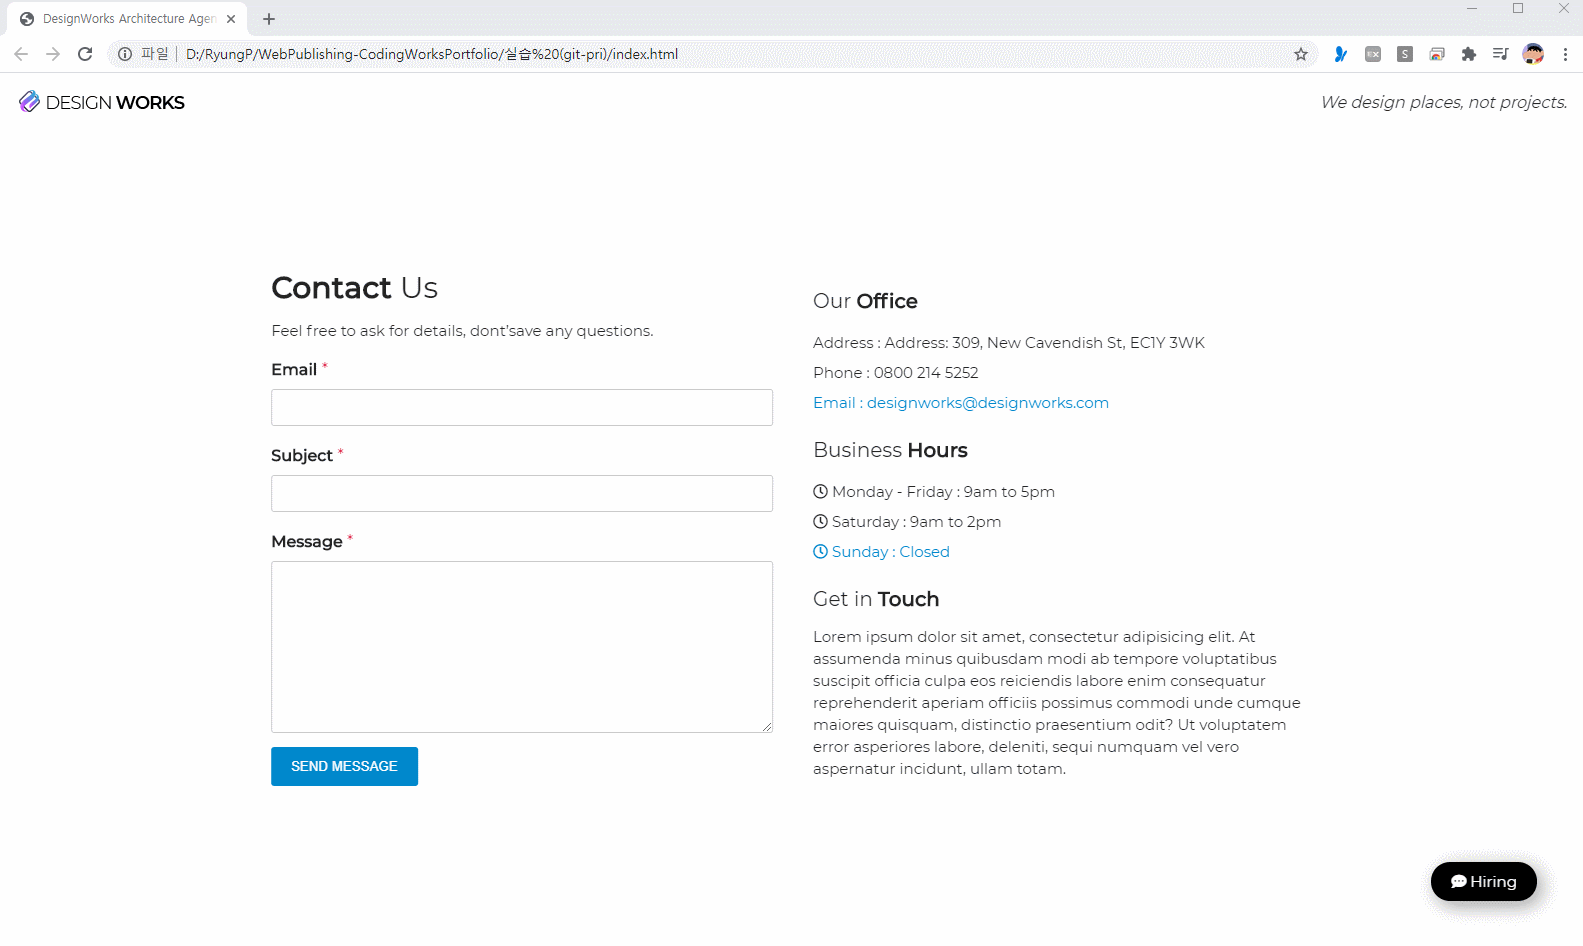 DesignWorks Architecture Agen
파일 D:/RyungP/WebPublishing-CodingWorksPortfolio/실습%20(git-pri)/index.html
EX
S
DESIGN WORKS
We design places, not projects.
Contact Us
Feel free to ask for details, dont'save any questions.
Email *
Subject *
Message *
SEND MESSAGE
Our Office
Address : Address: 309, New Cavendish St, EC1Y 3WK
Phone : 0800 214 5252
Email : designworks@designworks.com
Business Hours
Monday - Friday : 9am to 5pm
Saturday : 9am to 2pm
Sunday : Closed
Get in Touch
Lorem ipsum dolor sit amet, consectetur adipisicing elit. At
assumenda minus quibusdam modi ab tempore voluptatibus
suscipit officia culpa eos reiciendis labore enim consequatur
reprehenderit aperiam officiis possimus commodi unde cumque
maiores quisquam, distinctio praesentium odit? Ut voluptatem
error asperiores labore, deleniti, sequi numquam vel vero
aspernatur incidunt, ullam totam.
Hiring